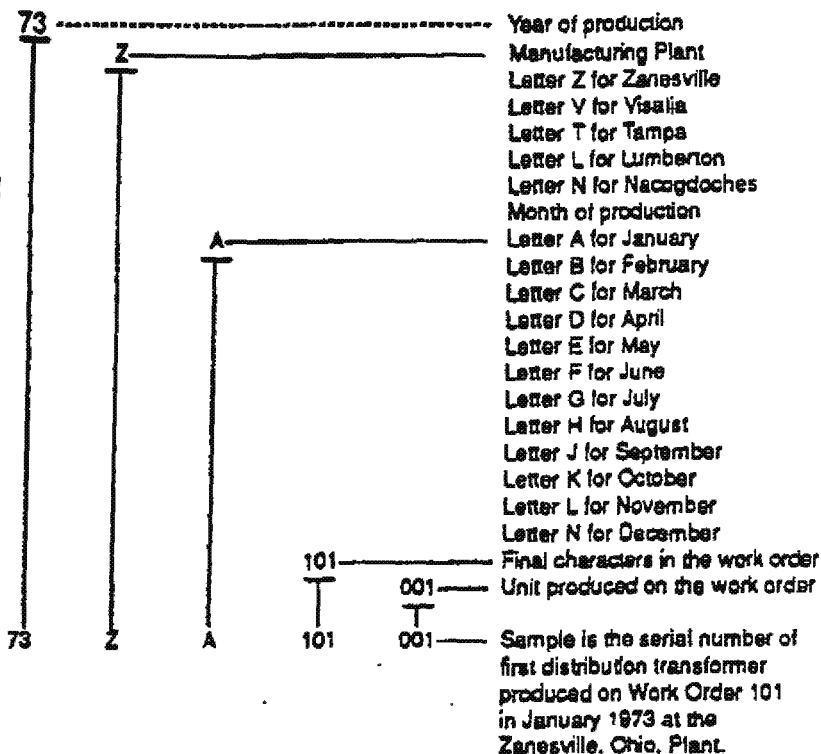 73 Year of production
Z Manufacturing Plant
Letter Z for Zanesville
Letter V for Visalia
Letter T for Tampa
Letter L for Lumberton
Letter N for Nacogdoches
Month of production
A Letter A for January
Letter B for February
Letter C for March
Letter D for April
Letter E for May
Letter F for June
Letter G for July
Letter H for August
Letter J for September
Letter K for October
Letter L for November
Letter N for December
101 Final characters in the work order
001 Unit produced on the work order
73 Z A 101 001 Sample is the serial number of
first distribution transformer
produced on Work Order 101
in January 1973 at the
Zanesville, Ohio, Plant.